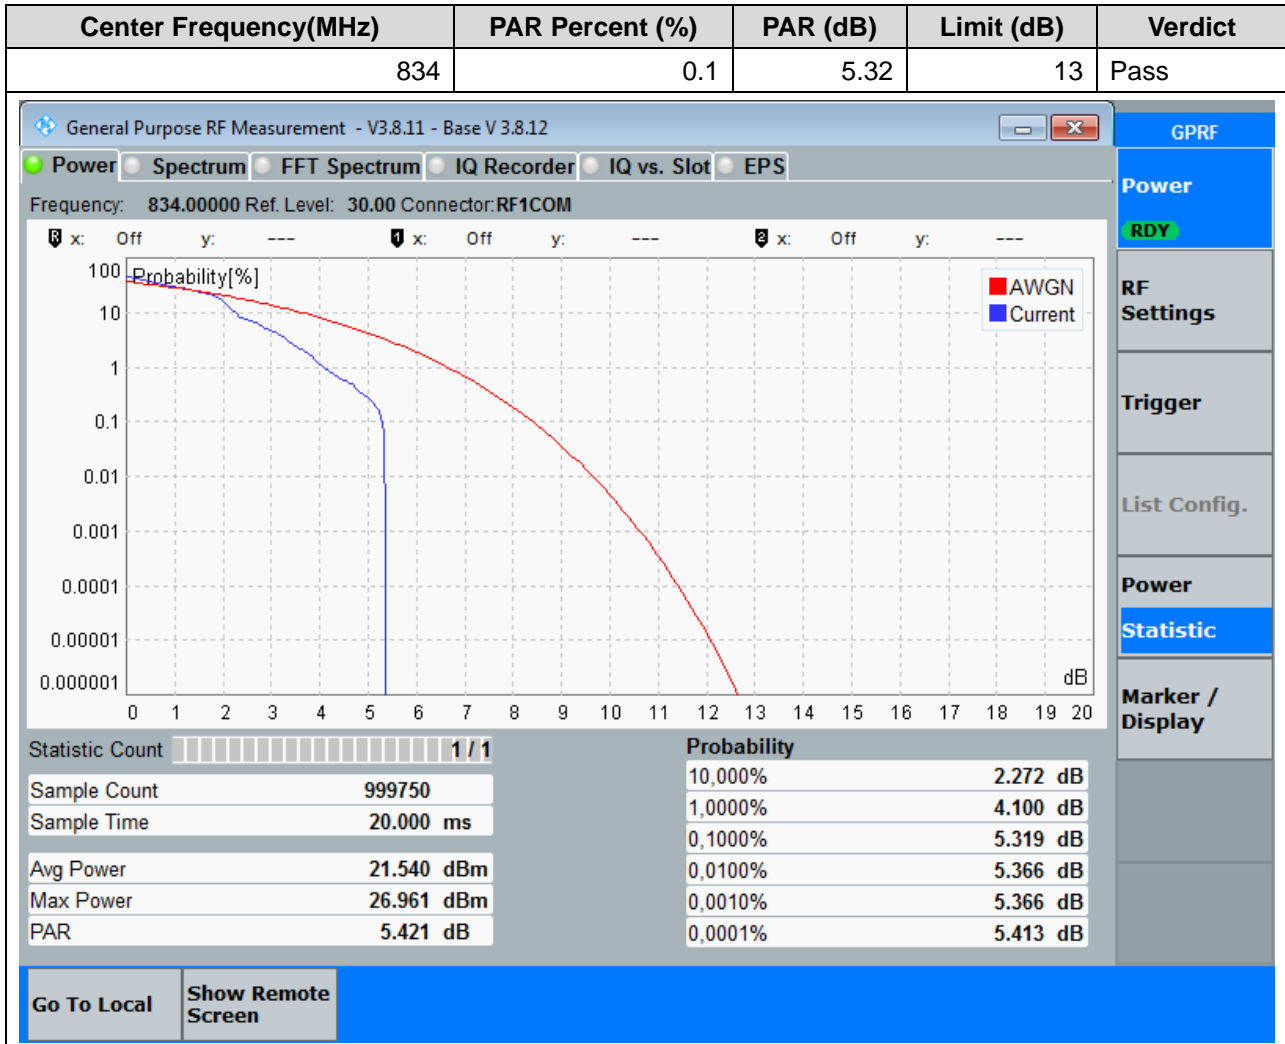 Center Frequency(MHz) PAR Percent (%) PAR (dB) Limit (dB) Verdict
834 0.1 5.32 13 Pass
General Purpose RF Measurement - V3.8.11 - Base V 3.8.12
GPRF
Power Spectrum FFT Spectrum IQ Recorder IQ vs. Slot EPS
Power
RDY
Frequency: 834.00000 Ref. Level: 30.00 Connector: RF1COM
R x: Off y: --- 1 x: Off y: --- 2 x: Off y: ---
Probability[%]
AWGN
Current
100
10
1
0.1
0.01
0.001
0.0001
0.00001
0.000001
dB
0 1 2 3 4 5 6 7 8 9 10 11 12 13 14 15 16 17 18 19 20
RF
Settings
Trigger
List Config.
Power
Statistic
Marker /
Display
Statistic Count 1 / 1
Sample Count 999750
Sample Time 20.000 ms
Avg Power 21.540 dBm
Max Power 26.961 dBm
PAR 5.421 dB
Probability
10,000% 2.272 dB
1,0000% 4.100 dB
0,1000% 5.319 dB
0,0100% 5.366 dB
0,0010% 5.366 dB
0,0001% 5.413 dB
Go To Local
Show Remote
Screen